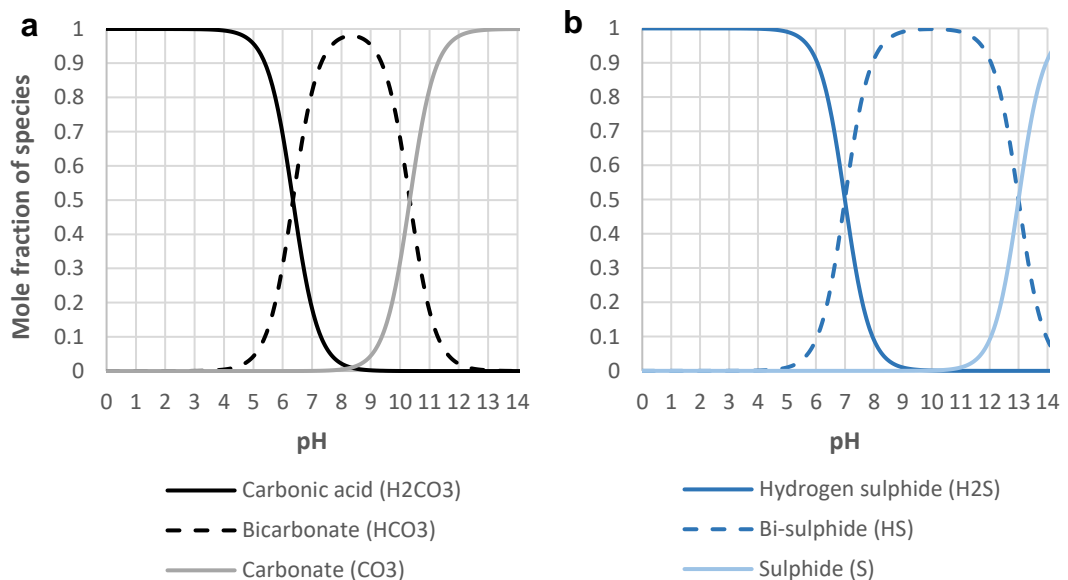 a
Mole fraction of species
1
0.9
0.8
0.7
0.6
0.5
0.4
0.3
0.2
0.1
0
0 1 2 3 4 5 6 7 8 9 10 11 12 13 14
pH
Carbonic acid (H2CO3)
Bicarbonate (HCO3)
Carbonate (CO3)
b
1
0.9
0.8
0.7
0.6
0.5
0.4
0.3
0.2
0.1
0
0 1 2 3 4 5 6 7 8 9 10 11 12 13 14
pH
Hydrogen sulphide (H2S)
Bi-sulphide (HS)
Sulphide (S)